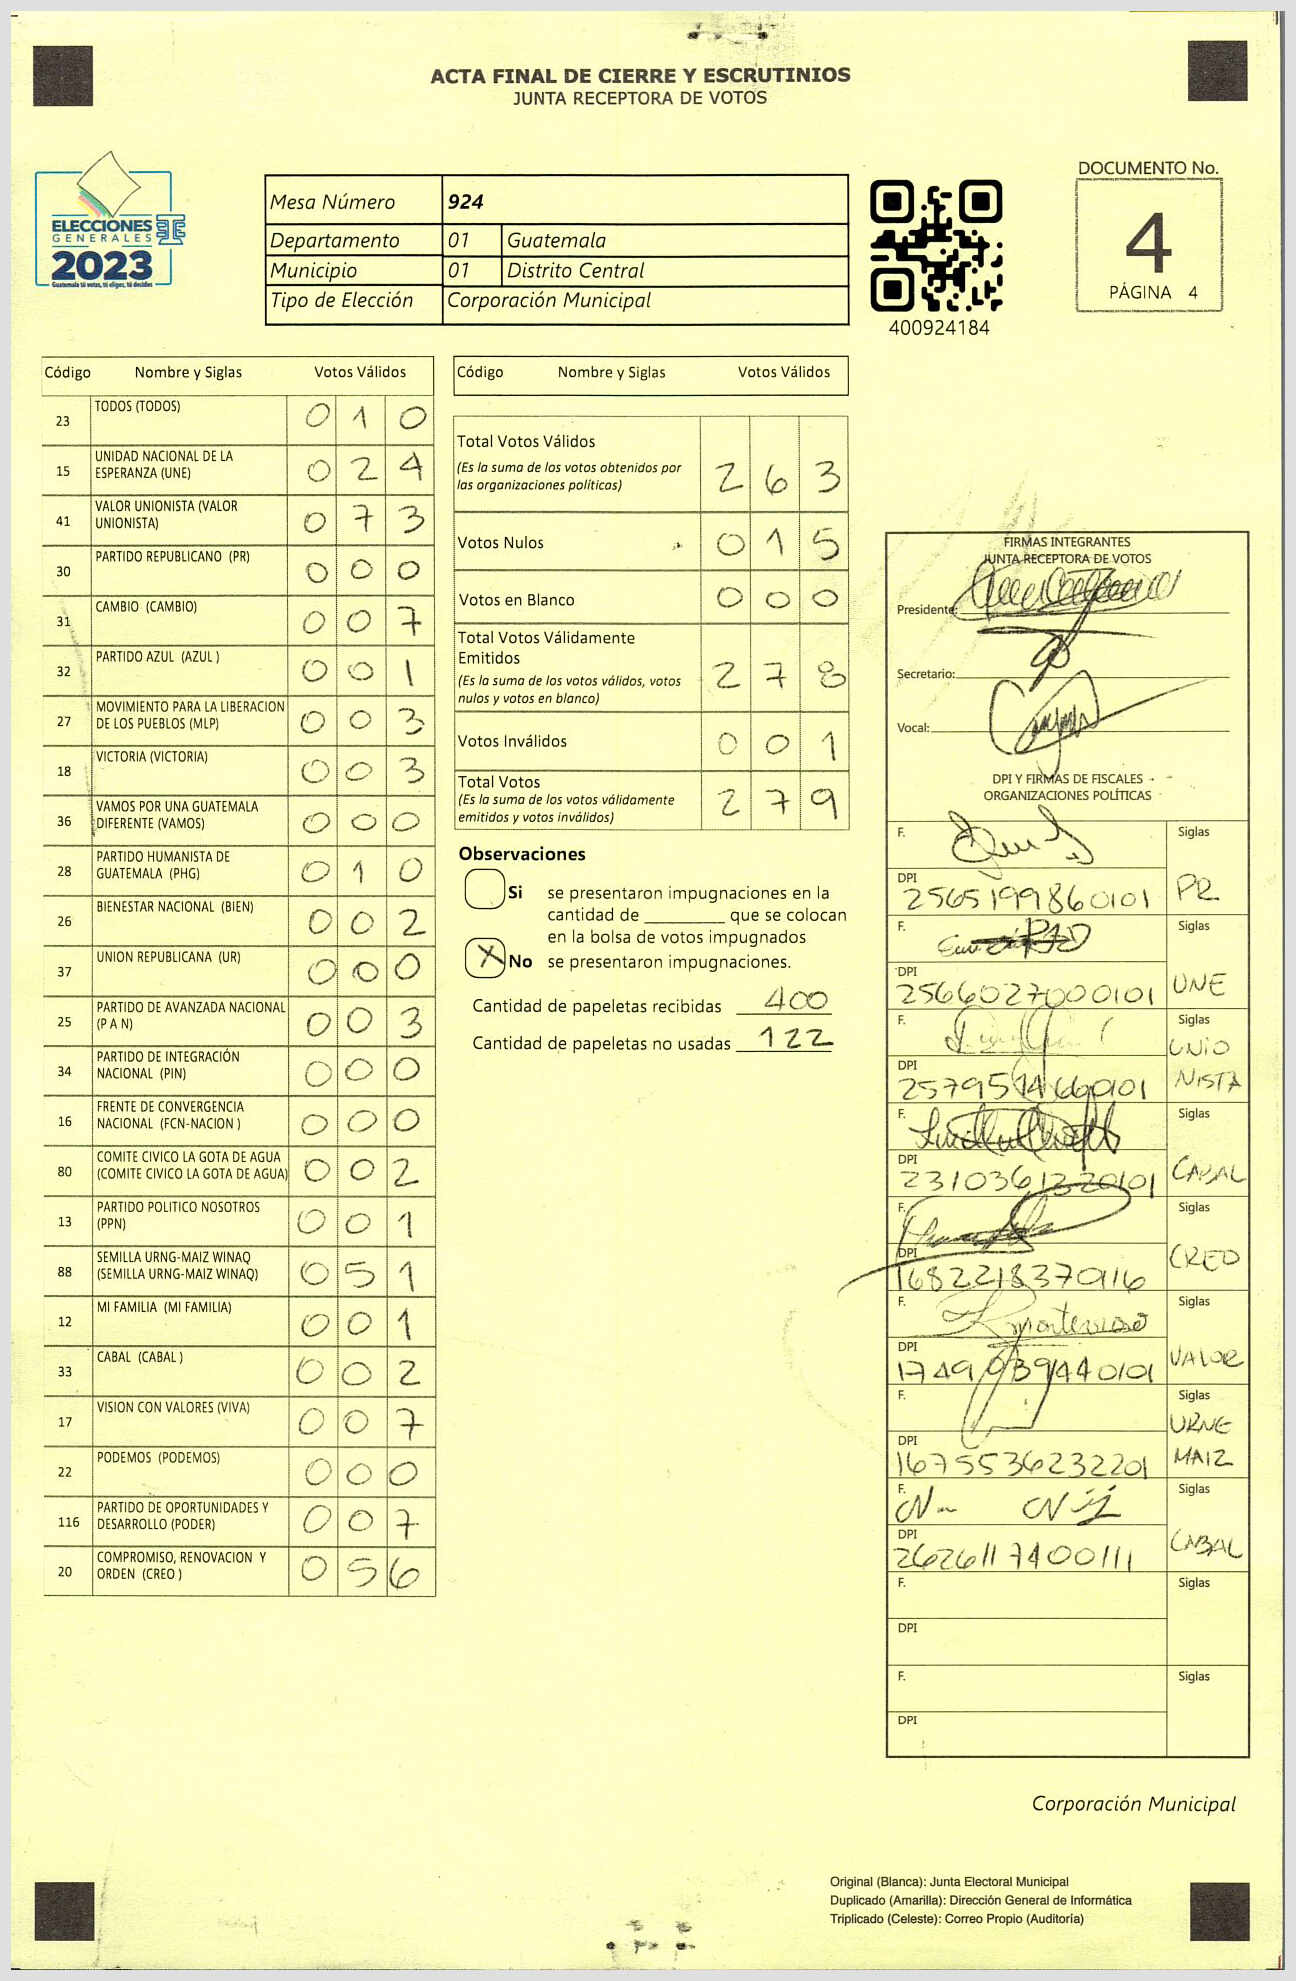 ACTA FINAL DE CIERRE Y ESCRUTINIOS
JUNTA RECEPTORA DE VOTOS
ELECCIONES
GENERALES
2023
Guatemala tú votas, tú eliges, tú decides
Mesa Número 924
Departamento 01 Guatemala
Municipio 01 Distrito Central
Tipo de Elección Corporación Municipal
400924184
DOCUMENTO No.
4
PÁGINA 4
Código Nombre y Siglas Votos Válidos
23 TODOS (TODOS) 0 1 0
15 UNIDAD NACIONAL DE LA ESPERANZA (UNE) 0 2 4
41 VALOR UNIONISTA (VALOR UNIONISTA) 0 7 3
30 PARTIDO REPUBLICANO (PR) 0 0 0
31 CAMBIO (CAMBIO) 0 0 7
32 PARTIDO AZUL (AZUL ) 0 0 1
27 MOVIMIENTO PARA LA LIBERACION DE LOS PUEBLOS (MLP) 0 0 3
18 VICTORIA (VICTORIA) 0 0 3
36 VAMOS POR UNA GUATEMALA DIFERENTE (VAMOS) 0 0 0
28 PARTIDO HUMANISTA DE GUATEMALA (PHG) 0 1 0
26 BIENESTAR NACIONAL (BIEN) 0 0 2
37 UNION REPUBLICANA (UR) 0 0 0
25 PARTIDO DE AVANZADA NACIONAL (P A N) 0 0 3
34 PARTIDO DE INTEGRACIÓN NACIONAL (PIN) 0 0 0
16 FRENTE DE CONVERGENCIA NACIONAL (FCN-NACION ) 0 0 0
80 COMITE CIVICO LA GOTA DE AGUA (COMITE CIVICO LA GOTA DE AGUA) 0 0 2
13 PARTIDO POLITICO NOSOTROS (PPN) 0 0 1
88 SEMILLA URNG-MAIZ WINAQ (SEMILLA URNG-MAIZ WINAQ) 0 5 1
12 MI FAMILIA (MI FAMILIA) 0 0 1
33 CABAL (CABAL ) 0 0 2
17 VISION CON VALORES (VIVA) 0 0 7
22 PODEMOS (PODEMOS) 0 0 0
116 PARTIDO DE OPORTUNIDADES Y DESARROLLO (PODER) 0 0 7
20 COMPROMISO, RENOVACION Y ORDEN (CREO ) 0 5 6
Código Nombre y Siglas Votos Válidos
Total Votos Válidos
(Es la suma de los votos obtenidos por
las organizaciones políticas) 2 6 3
Votos Nulos 0 1 5
Votos en Blanco 0 0 0
Total Votos Válidamente
Emitidos
(Es la suma de los votos válidos, votos
nulos y votos en blanco) 2 7 8
Votos Inválidos 0 0 1
Total Votos
(Es la suma de los votos válidamente
emitidos y votos inválidos) 2 7 9
Observaciones
Si se presentaron impugnaciones en la
cantidad de ________ que se colocan
en la bolsa de votos impugnados
X No se presentaron impugnaciones.
Cantidad de papeletas recibidas 400
Cantidad de papeletas no usadas 122
FIRMAS INTEGRANTES
JUNTA RECEPTORA DE VOTOS
Presidente:
Secretario:
Vocal:
DPI Y FIRMAS DE FISCALES
ORGANIZACIONES POLÍTICAS
F. Siglas
DPI 2565199860101 PR
F. Siglas
DPI 2566027000101 UNE
F. Siglas
DPI UNIONISTA
F. Siglas
DPI CABAL
F. Siglas
DPI 1682218370916 CREO
F. Monterroso Siglas
DPI VALOR
F. Siglas
DPI 1675536232201 URNE MAIZ
F. Siglas
DPI 2626117400111 CABAL
F. Siglas
DPI
F. Siglas
DPI
Corporación Municipal
Original (Blanca): Junta Electoral Municipal
Duplicado (Amarilla): Dirección General de Informática
Triplicado (Celeste): Correo Propio (Auditoría)